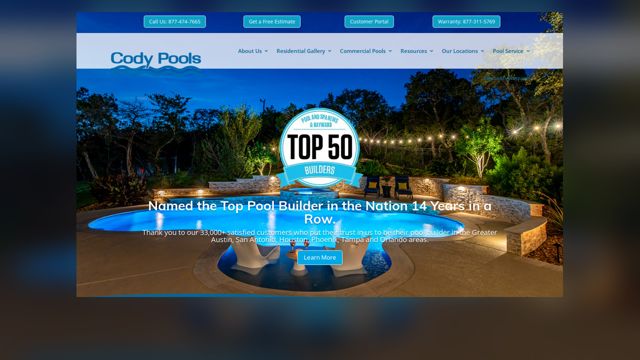 Call Us: 877-474-7665
Get a Free Estimate
Customer Portal
Warranty: 877-311-5769
Cody Pools
About Us
Residential Gallery
Commercial Pools
Resources
Our Locations
Pool Service
POOL AND SPA NEWS
& HAYWARD
TOP 50
BUILDERS
Named the Top Pool Builder in the Nation 14 Years in a
Row.
Thank you to our 33,000+ satisfied customers who put their trust in us to be their pool builder in the Greater
Austin, San Antonio, Houston, Phoenix, Tampa and Orlando areas.
Learn More